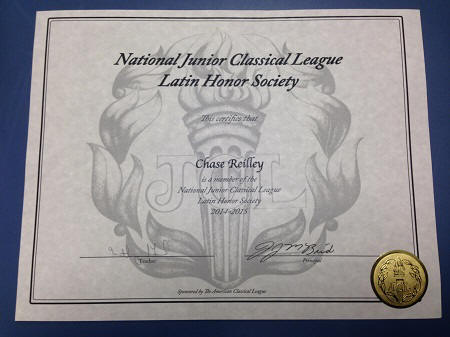 National Junior Classical League
Latin Honor Society
This certifies that
JCL
Chase Reilley
is a member of the
National Junior Classical League
Latin Honor Society
2014-2015
Teacher
Principal
Sponsored by The American Classical League